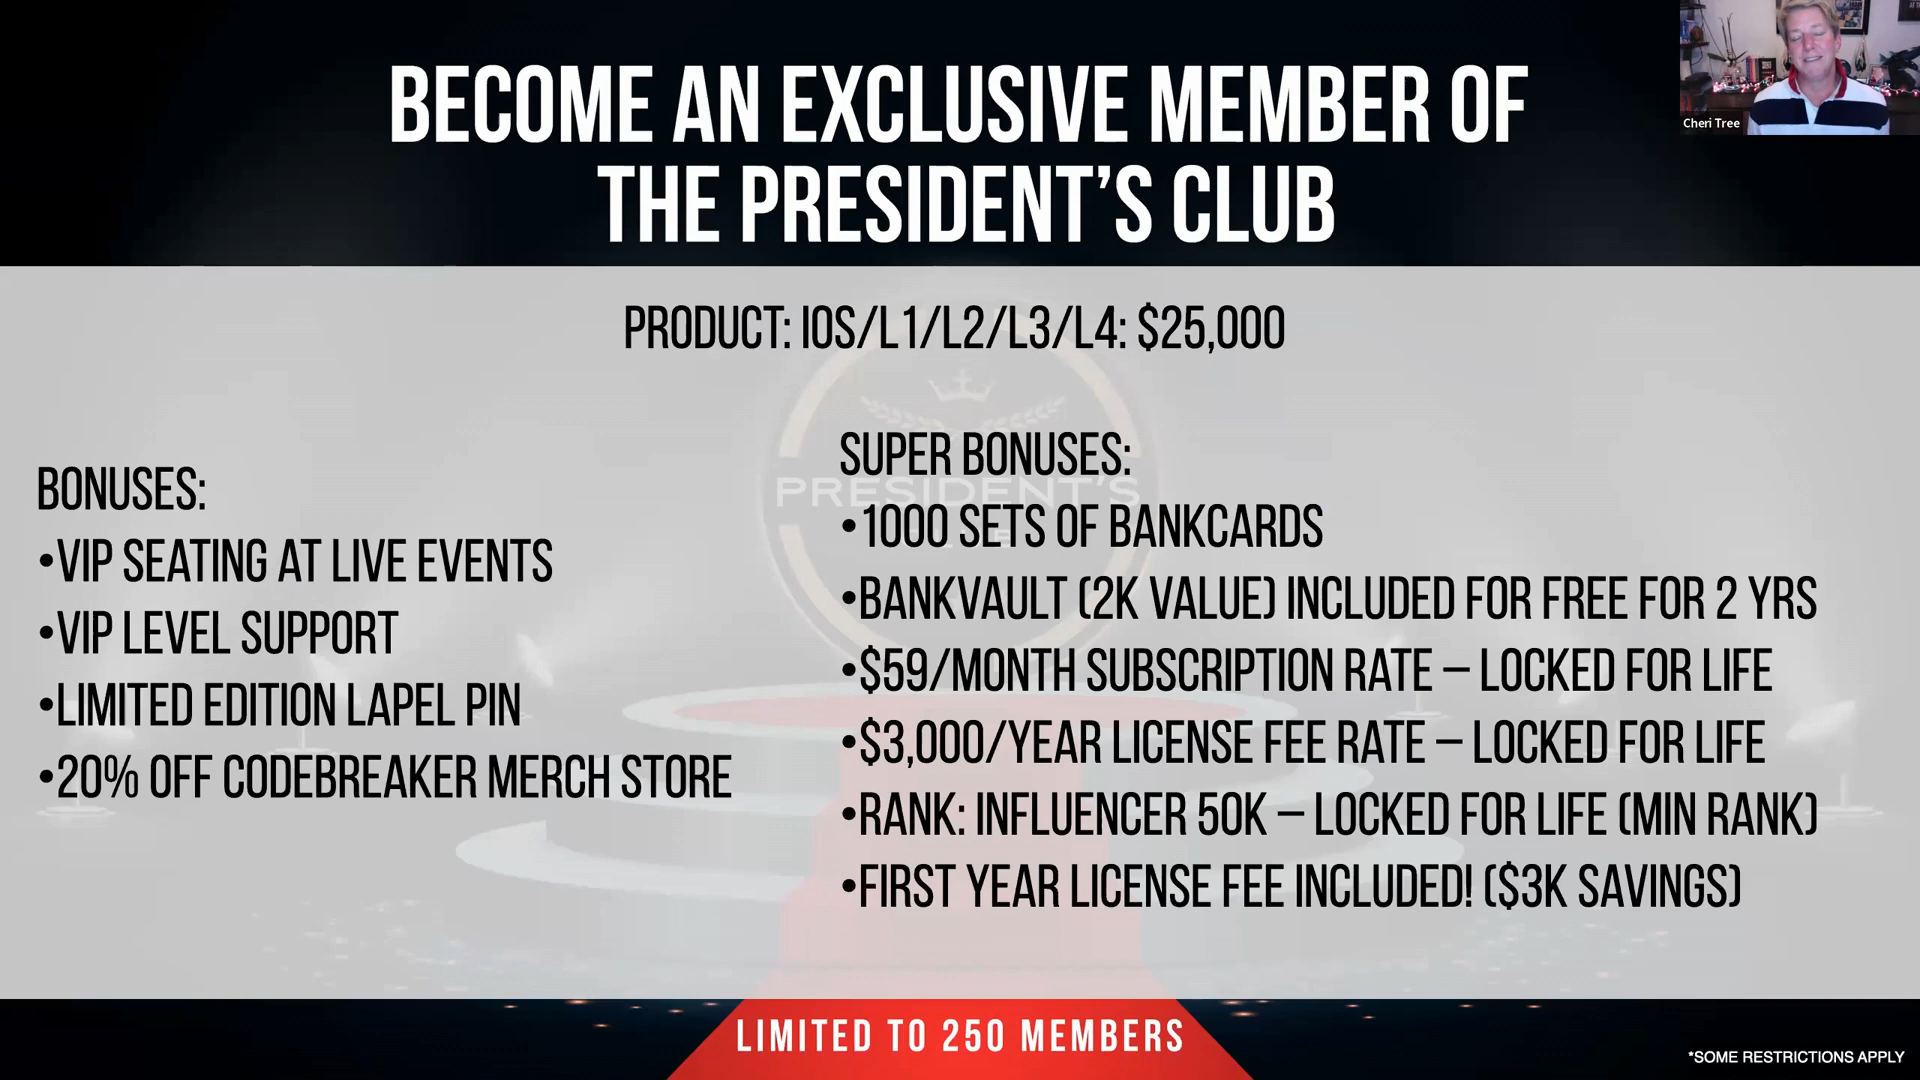 BECOME AN EXCLUSIVE MEMBER OF
THE PRESIDENT'S CLUB
Cheri Tree
PRODUCT: IOS/L1/L2/L3/L4: $25,000
BONUSES:
•VIP SEATING AT LIVE EVENTS
•VIP LEVEL SUPPORT
•LIMITED EDITION LAPEL PIN
•20% OFF CODEBREAKER MERCH STORE
SUPER BONUSES:
•1000 SETS OF BANKCARDS
•BANKVAULT (2K VALUE) INCLUDED FOR FREE FOR 2 YRS
•$59/MONTH SUBSCRIPTION RATE – LOCKED FOR LIFE
•$3,000/YEAR LICENSE FEE RATE – LOCKED FOR LIFE
•RANK: INFLUENCER 50K – LOCKED FOR LIFE (MIN RANK)
•FIRST YEAR LICENSE FEE INCLUDED! ($3K SAVINGS)
PRESIDENT'S
LIMITED TO 250 MEMBERS
*SOME RESTRICTIONS APPLY